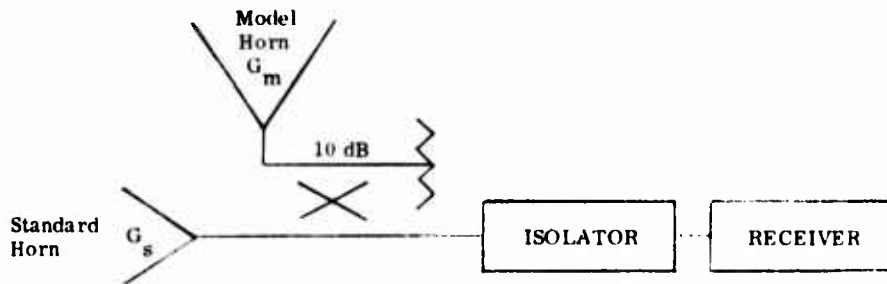 Model
Horn
G_m
10 dB
Standard
Horn
G_s
ISOLATOR
RECEIVER